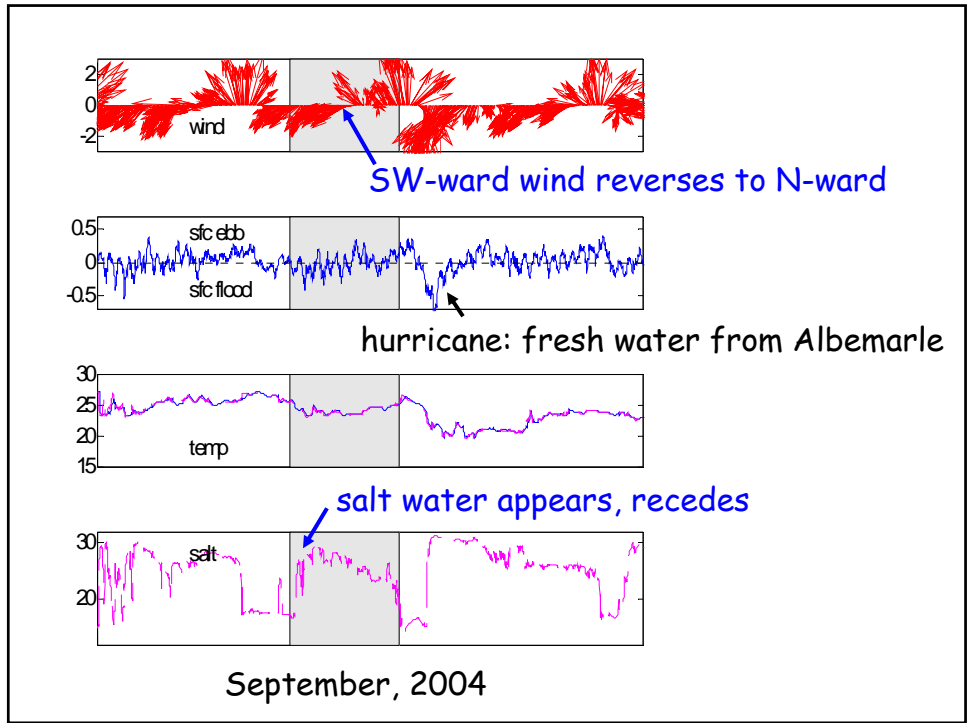 2
0
-2
wind
SW-ward wind reverses to N-ward
0.5
0
-0.5
sfc ebb
sfc flood
hurricane: fresh water from Albemarle
30
25
20
15
temp
salt water appears, recedes
30
20
salt
September, 2004